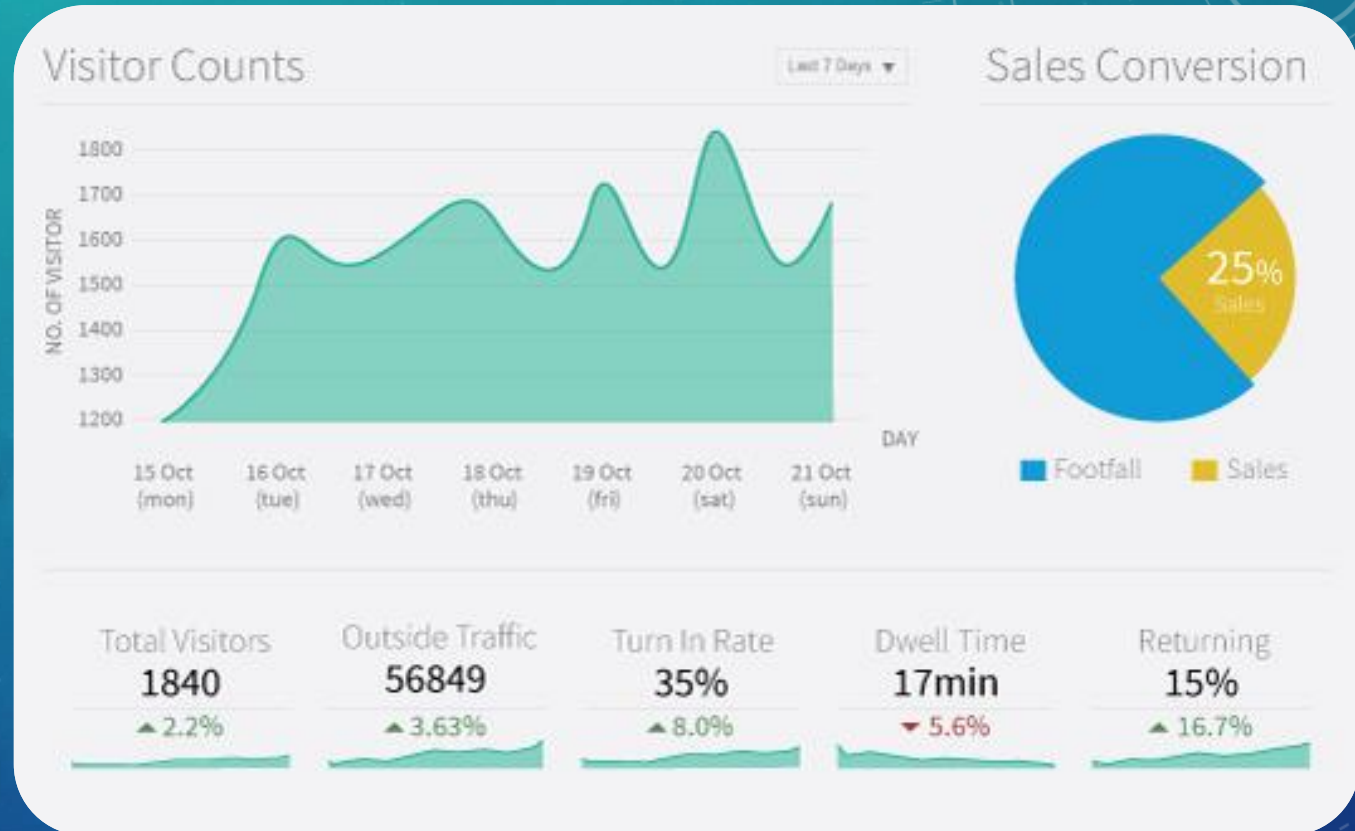 Visitor Counts
Last 7 Days
Sales Conversion
NO. OF VISITOR
1800
1700
1600
1500
1400
1300
1200
DAY
15 Oct
(mon)
16 Oct
(tue)
17 Oct
(wed)
18 Oct
(thu)
19 Oct
(fri)
20 Oct
(sat)
21 Oct
(sun)
25%
Sales
Footfall
Sales
Total Visitors
1840
2.2%
Outside Traffic
56849
3.63%
Turn In Rate
35%
8.0%
Dwell Time
17min
5.6%
Returning
15%
16.7%